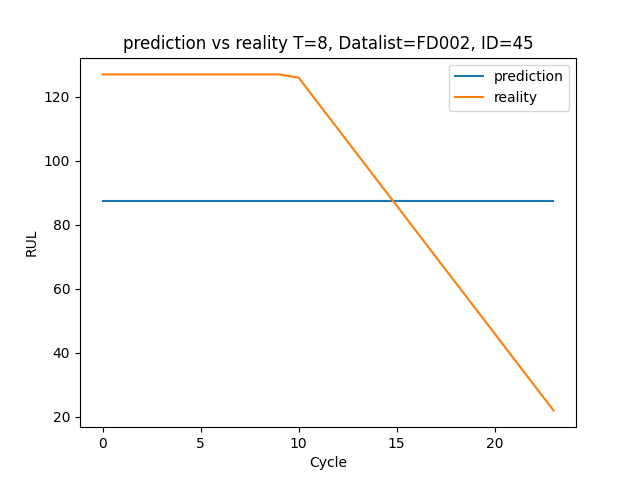 prediction vs reality T=8, Datalist=FD002, ID=45
prediction
reality
120
100
80
60
40
20
RUL
0 5 10 15 20
Cycle